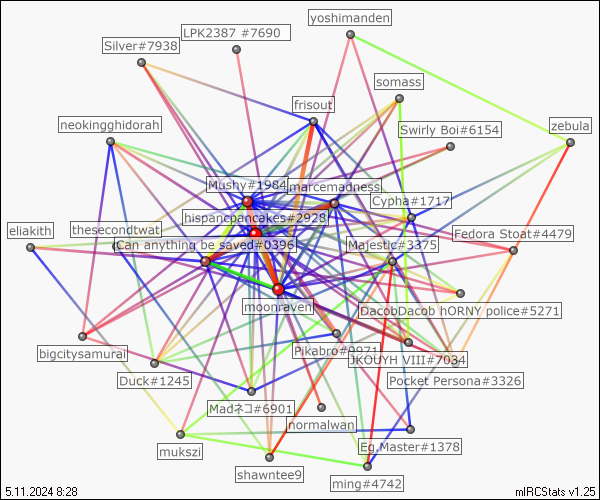 yoshimanden
LPK2387 #7690
Silver#7938
somass
frisout
neokingghidorah
Swirly Boi#6154
zebula
Mushy#1984
marcemadness
Cypha#1717
hispancpancakes#2928
eliakith
thesecondtwat
Fedora Stoat#4479
Can anything be saved#0396
Majestic#3375
moonraven
DacobDacob hORNY police#5271
bigcitysamurai
Pikabro#9971
JKOUYH VIII#7034
Duck#1245
Pocket Persona#3326
Madネコ#6901
normalwan
mukszi
Eg.Master#1378
shawntee9
ming#4742
5.11.2024 8:28
mIRCStats v1.25